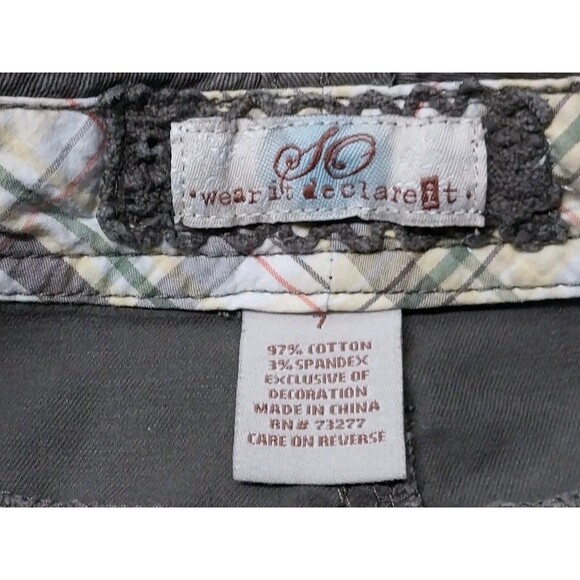 SO
·wear it declare it·
7
97% COTTON
3% SPANDEX
EXCLUSIVE OF
DECORATION
MADE IN CHINA
RN# 73277
CARE ON REVERSE